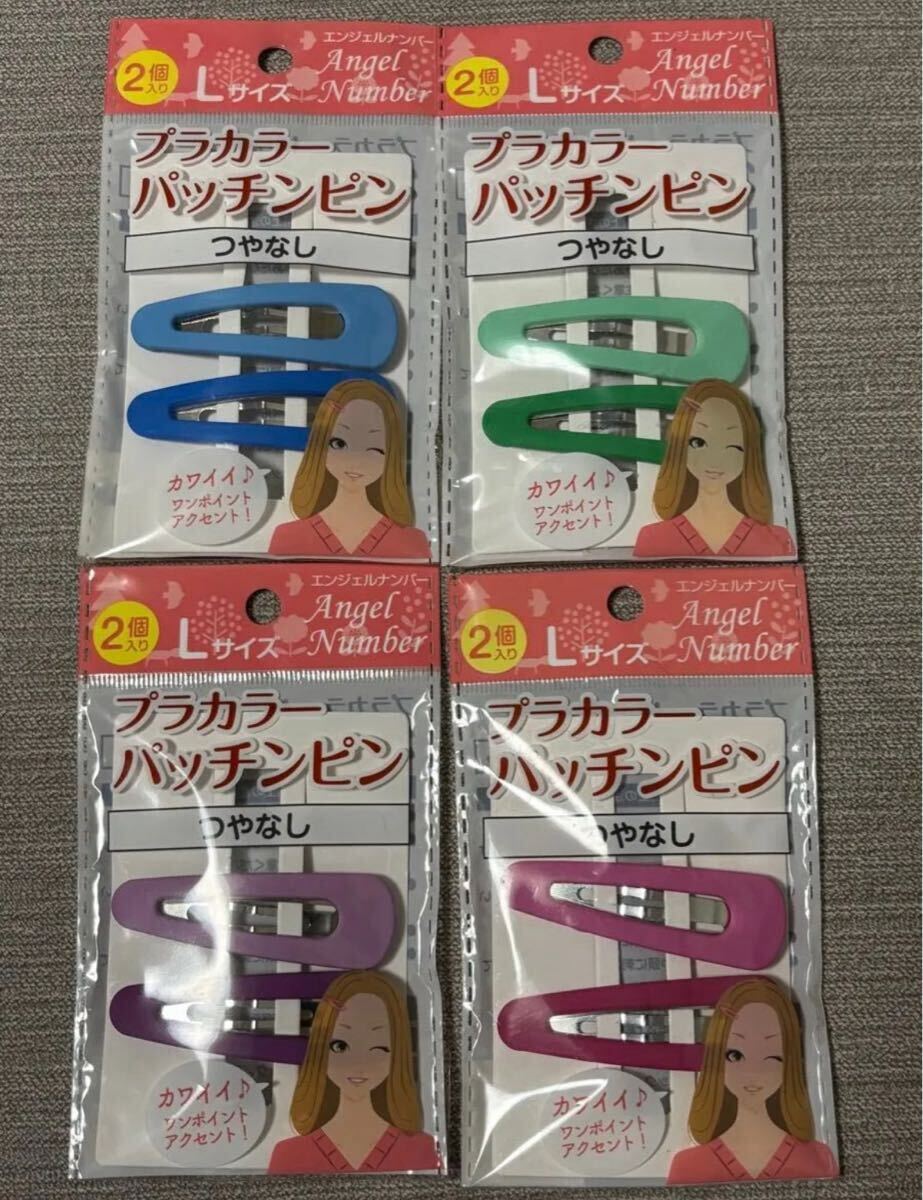 2個入り
Lサイズ
エンジェルナンバー
Angel
Number
プラカラー
パッチンピン
つやなし
カワイイ♪
ワンポイント
アクセント!
2個入り
Lサイズ
エンジェルナンバー
Angel
Number
プラカラー
パッチンピン
つやなし
カワイイ♪
ワンポイント
アクセント!
2個入り
Lサイズ
エンジェルナンバー
Angel
Number
プラカラー
パッチンピン
つやなし
カワイイ♪
ワンポイント
アクセント!
2個入り
Lサイズ
エンジェルナンバー
Angel
Number
プラカラー
パッチンピン
つやなし
カワイイ♪
ワンポイント
アクセント!